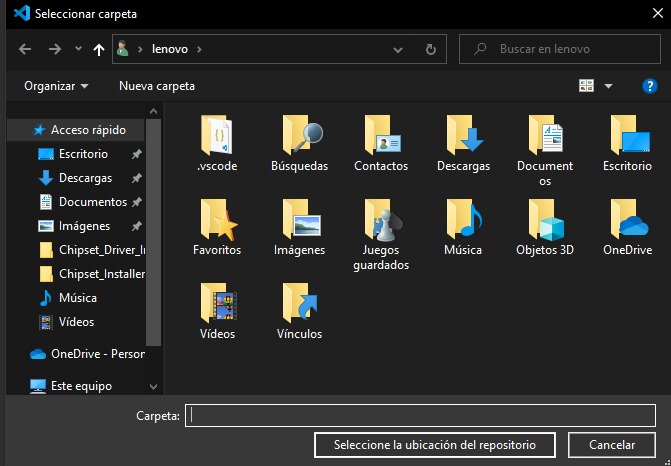 Seleccionar carpeta
lenovo
Buscar en lenovo
Organizar
Nueva carpeta
Acceso rápido
Escritorio
Descargas
Documentos
Imágenes
Chipset_Driver_In
Chipset_Installer
Música
Vídeos
OneDrive - Person
Este equipo
.vscode
Búsquedas
Contactos
Descargas
Document
os
Escritorio
Favoritos
Imágenes
Juegos
guardados
Música
Objetos 3D
OneDrive
Vídeos
Vínculos
Carpeta:
Seleccione la ubicación del repositorio
Cancelar